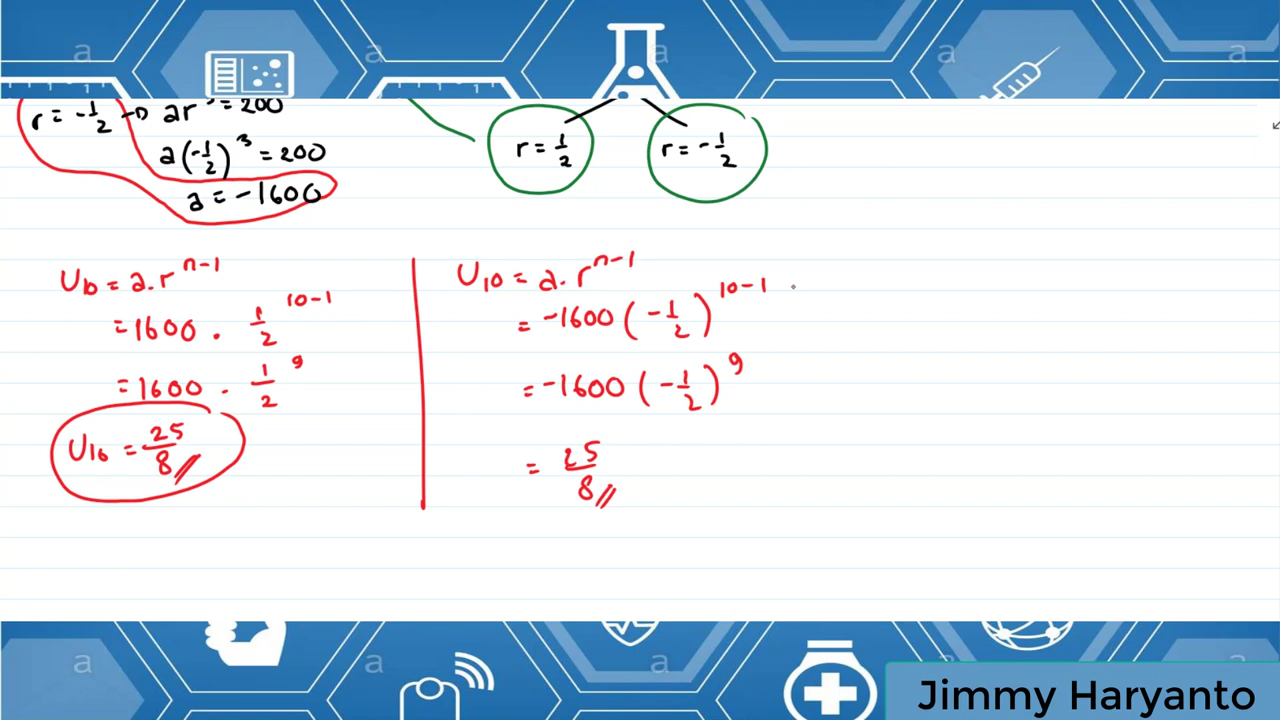 r = -1/2 → ar³ = 200
a(-1/2)³ = 200
a = -1600
r = 1/2
r = -1/2
U10 = a.r^n-1
= 1600 . 1/2^10-1
= 1600 . 1/2^9
U10 = 25/8
U10 = a. r^n-1
= -1600 (-1/2)^10-1
= -1600 (-1/2)^9
= 25/8
a
a
a
a
a
a
a
a
Jimmy Haryanto